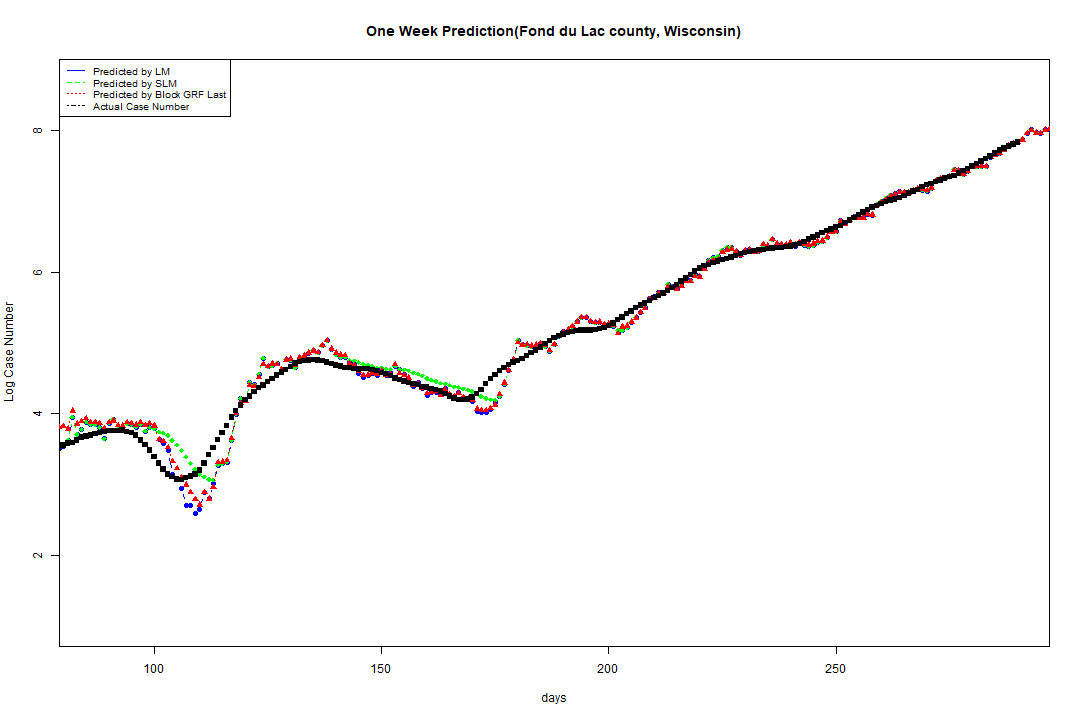 One Week Prediction(Fond du Lac county, Wisconsin)
Predicted by LM
Predicted by SLM
Predicted by Block GRF Last
Actual Case Number
8
6
4
2
Log Case Number
100 150 200 250
days